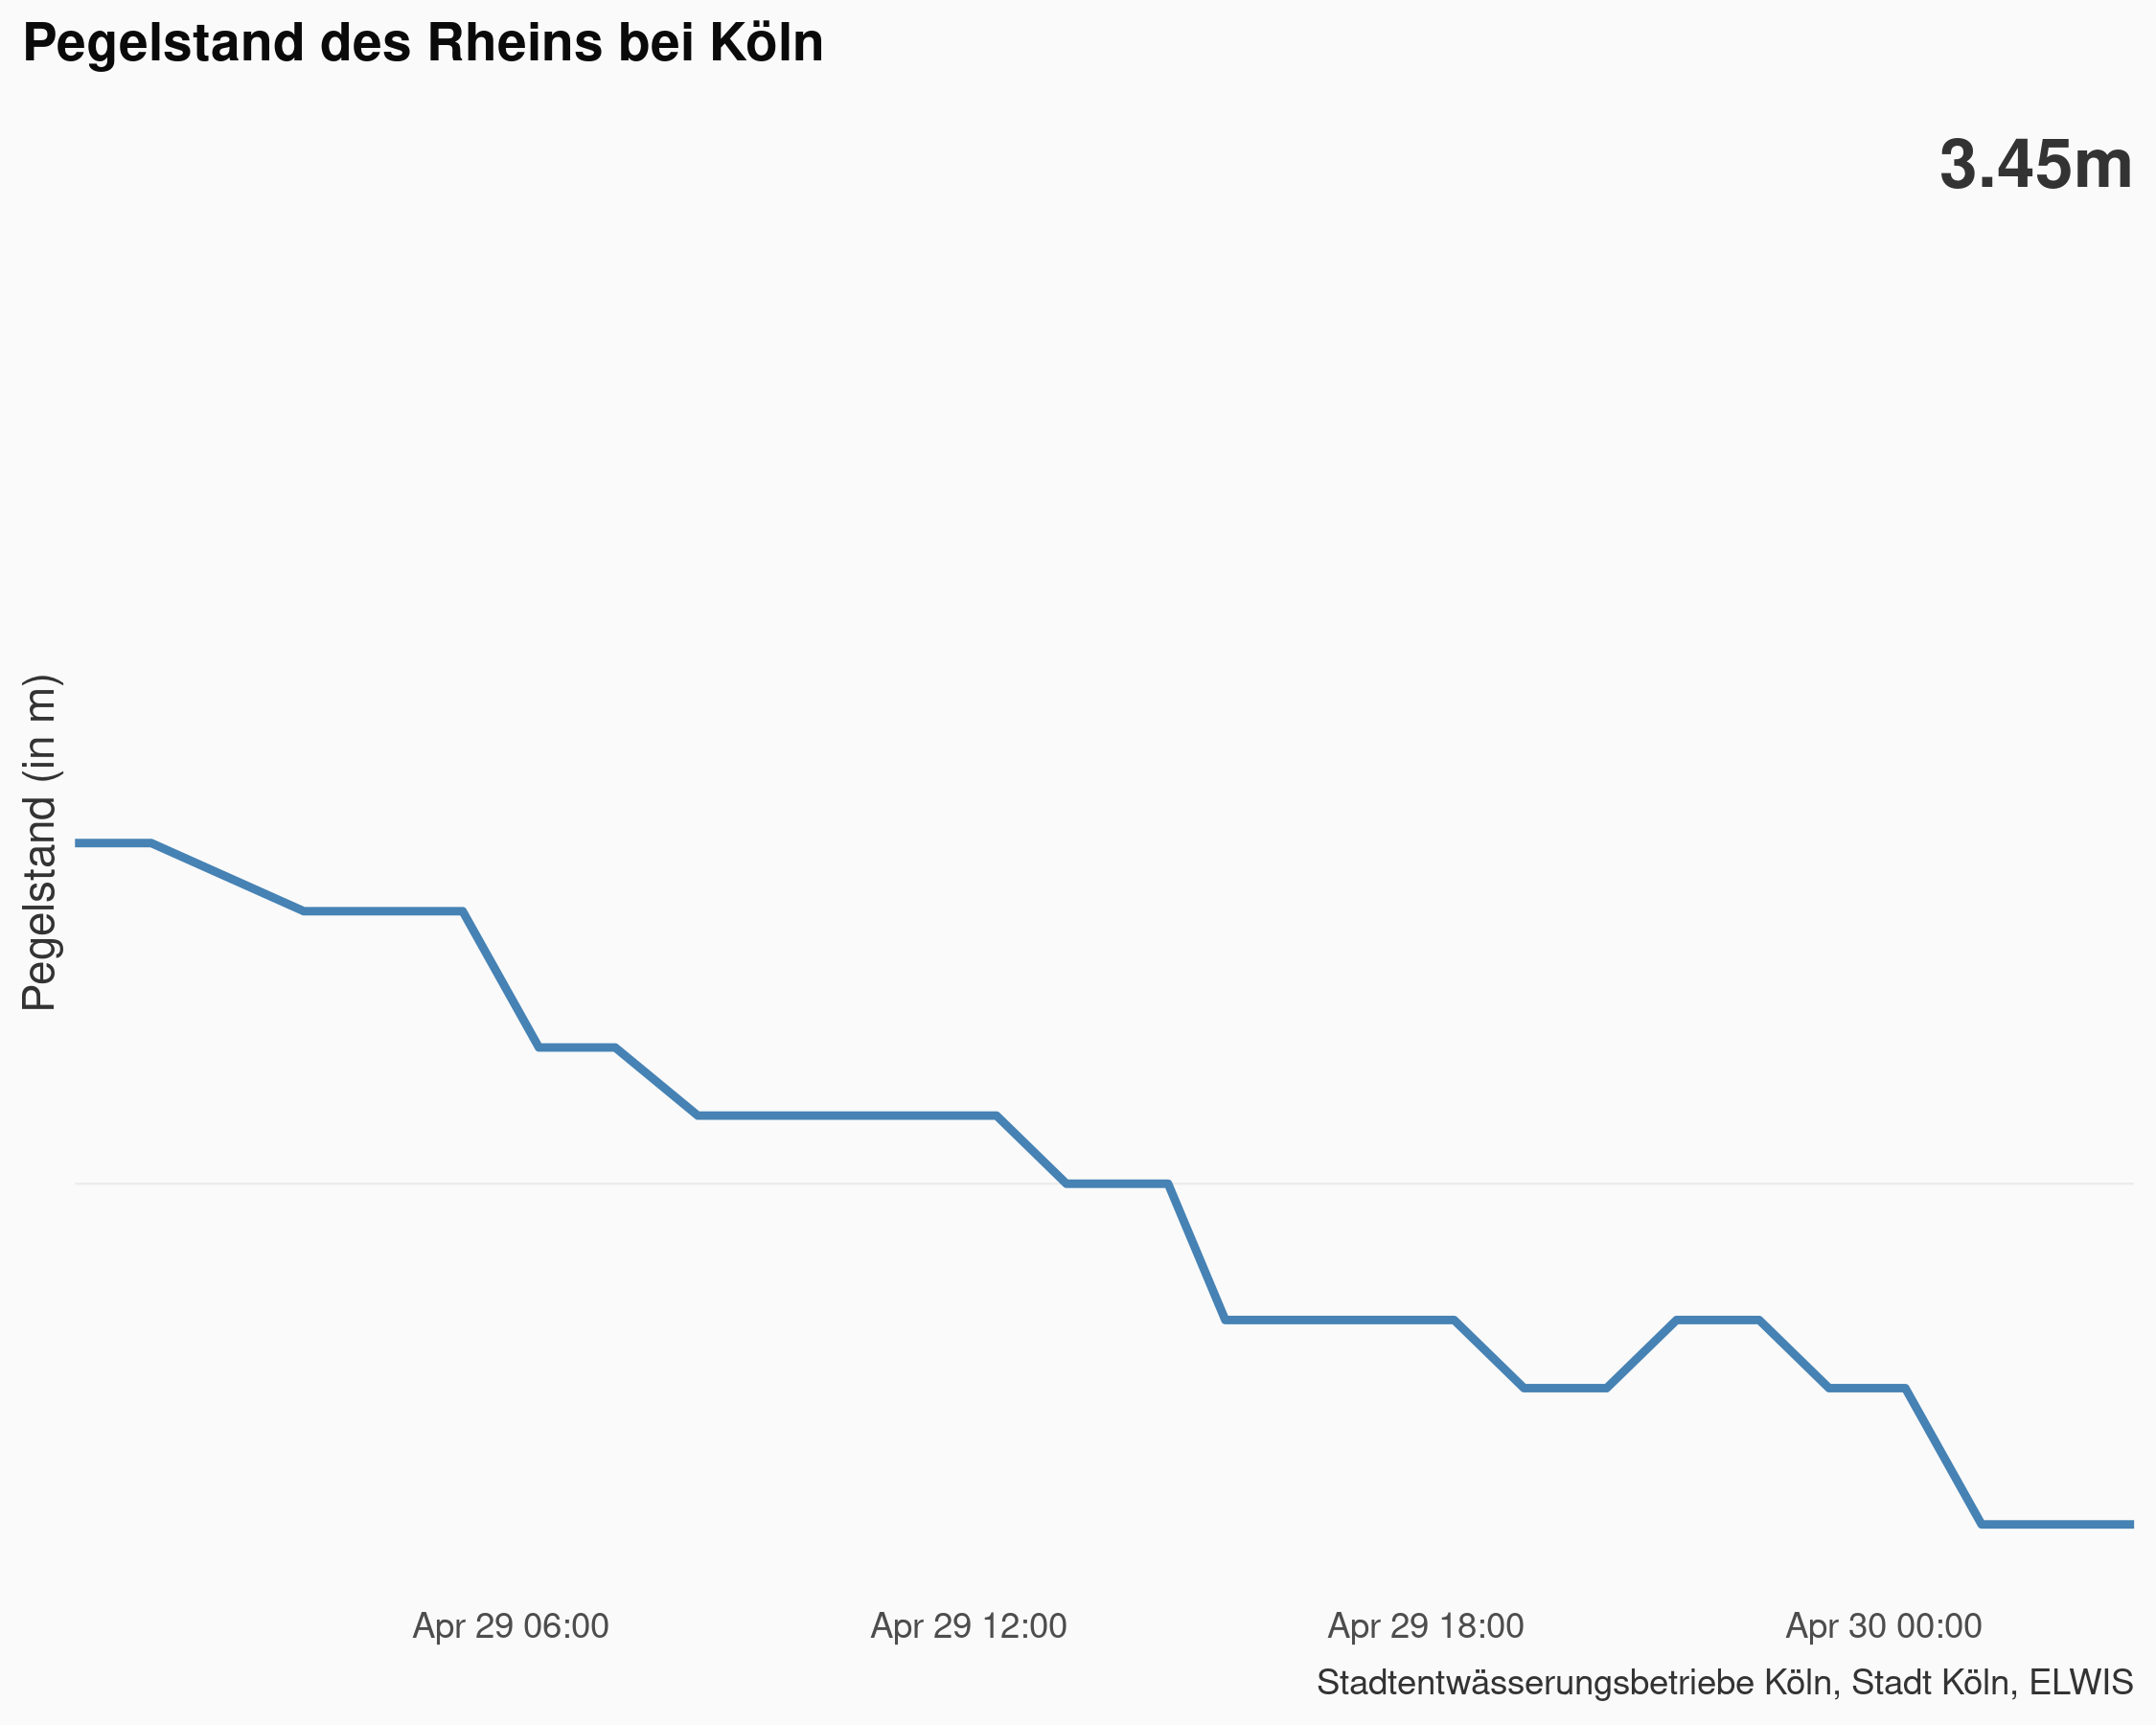 Pegelstand des Rheins bei Köln
3.45m
Pegelstand (in m)
Apr 29 06:00
Apr 29 12:00
Apr 29 18:00
Apr 30 00:00
Stadtentwässerungsbetriebe Köln, Stadt Köln, ELWIS